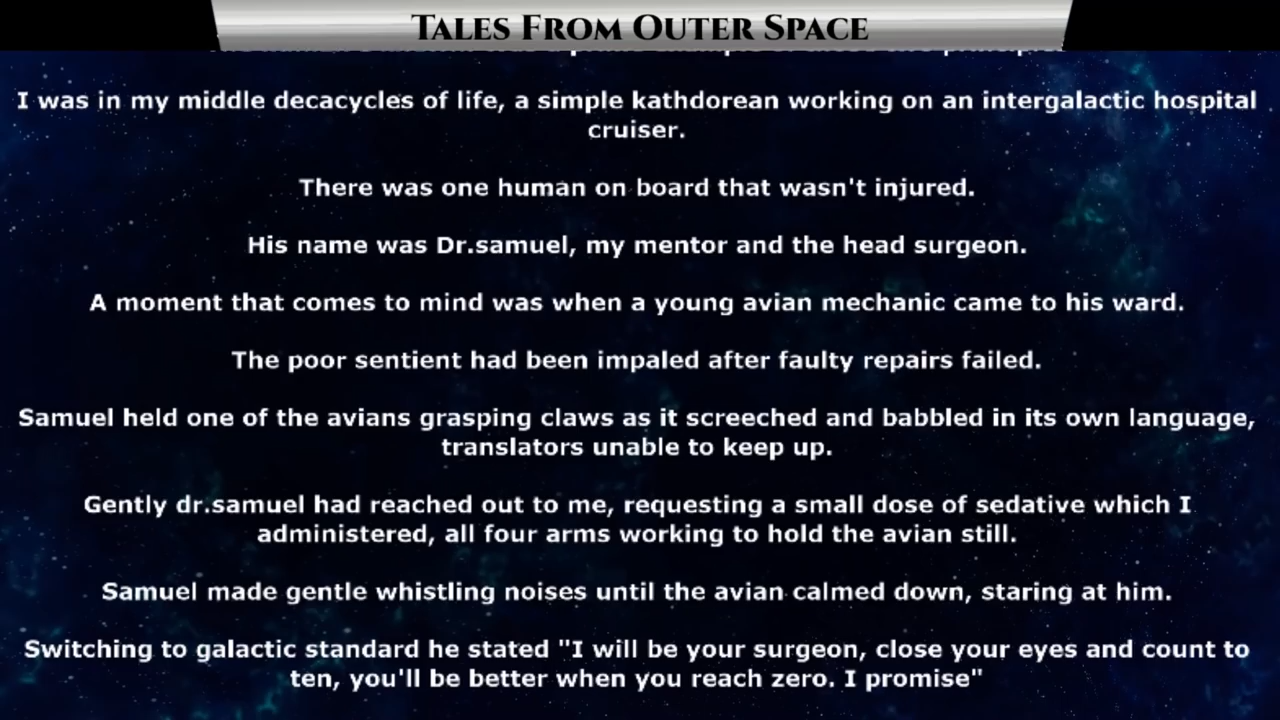 Tales From Outer Space
I was in my middle decacycles of life, a simple kathdorean working on an intergalactic hospital
cruiser.
There was one human on board that wasn't injured.
His name was Dr.samuel, my mentor and the head surgeon.
A moment that comes to mind was when a young avian mechanic came to his ward.
The poor sentient had been impaled after faulty repairs failed.
Samuel held one of the avians grasping claws as it screeched and babbled in its own language,
translators unable to keep up.
Gently dr.samuel had reached out to me, requesting a small dose of sedative which I
administered, all four arms working to hold the avian still.
Samuel made gentle whistling noises until the avian calmed down, staring at him.
Switching to galactic standard he stated "I will be your surgeon, close your eyes and count to
ten, you'll be better when you reach zero. I promise"